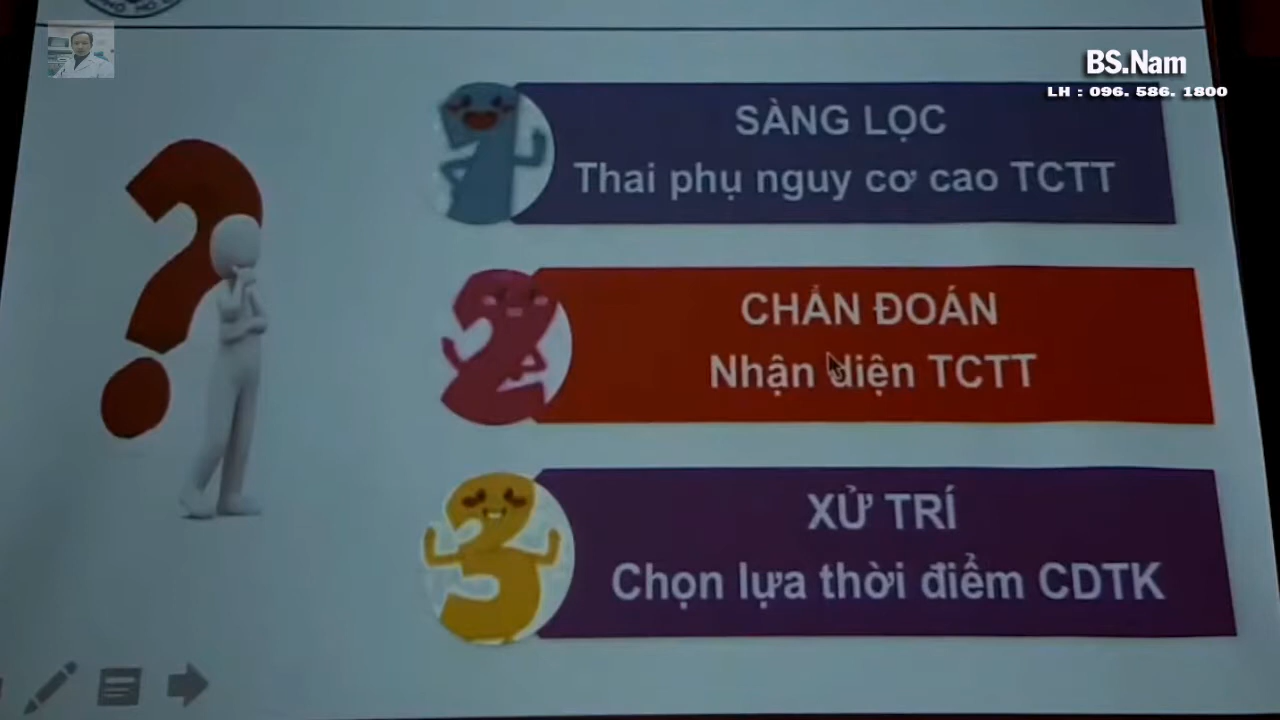 BS.Nam
LH : 096. 586. 1800
SÀNG LỌC
Thai phụ nguy cơ cao TCTT
CHẨN ĐOÁN
Nhận diện TCTT
XỬ TRÍ
Chọn lựa thời điểm CDTK